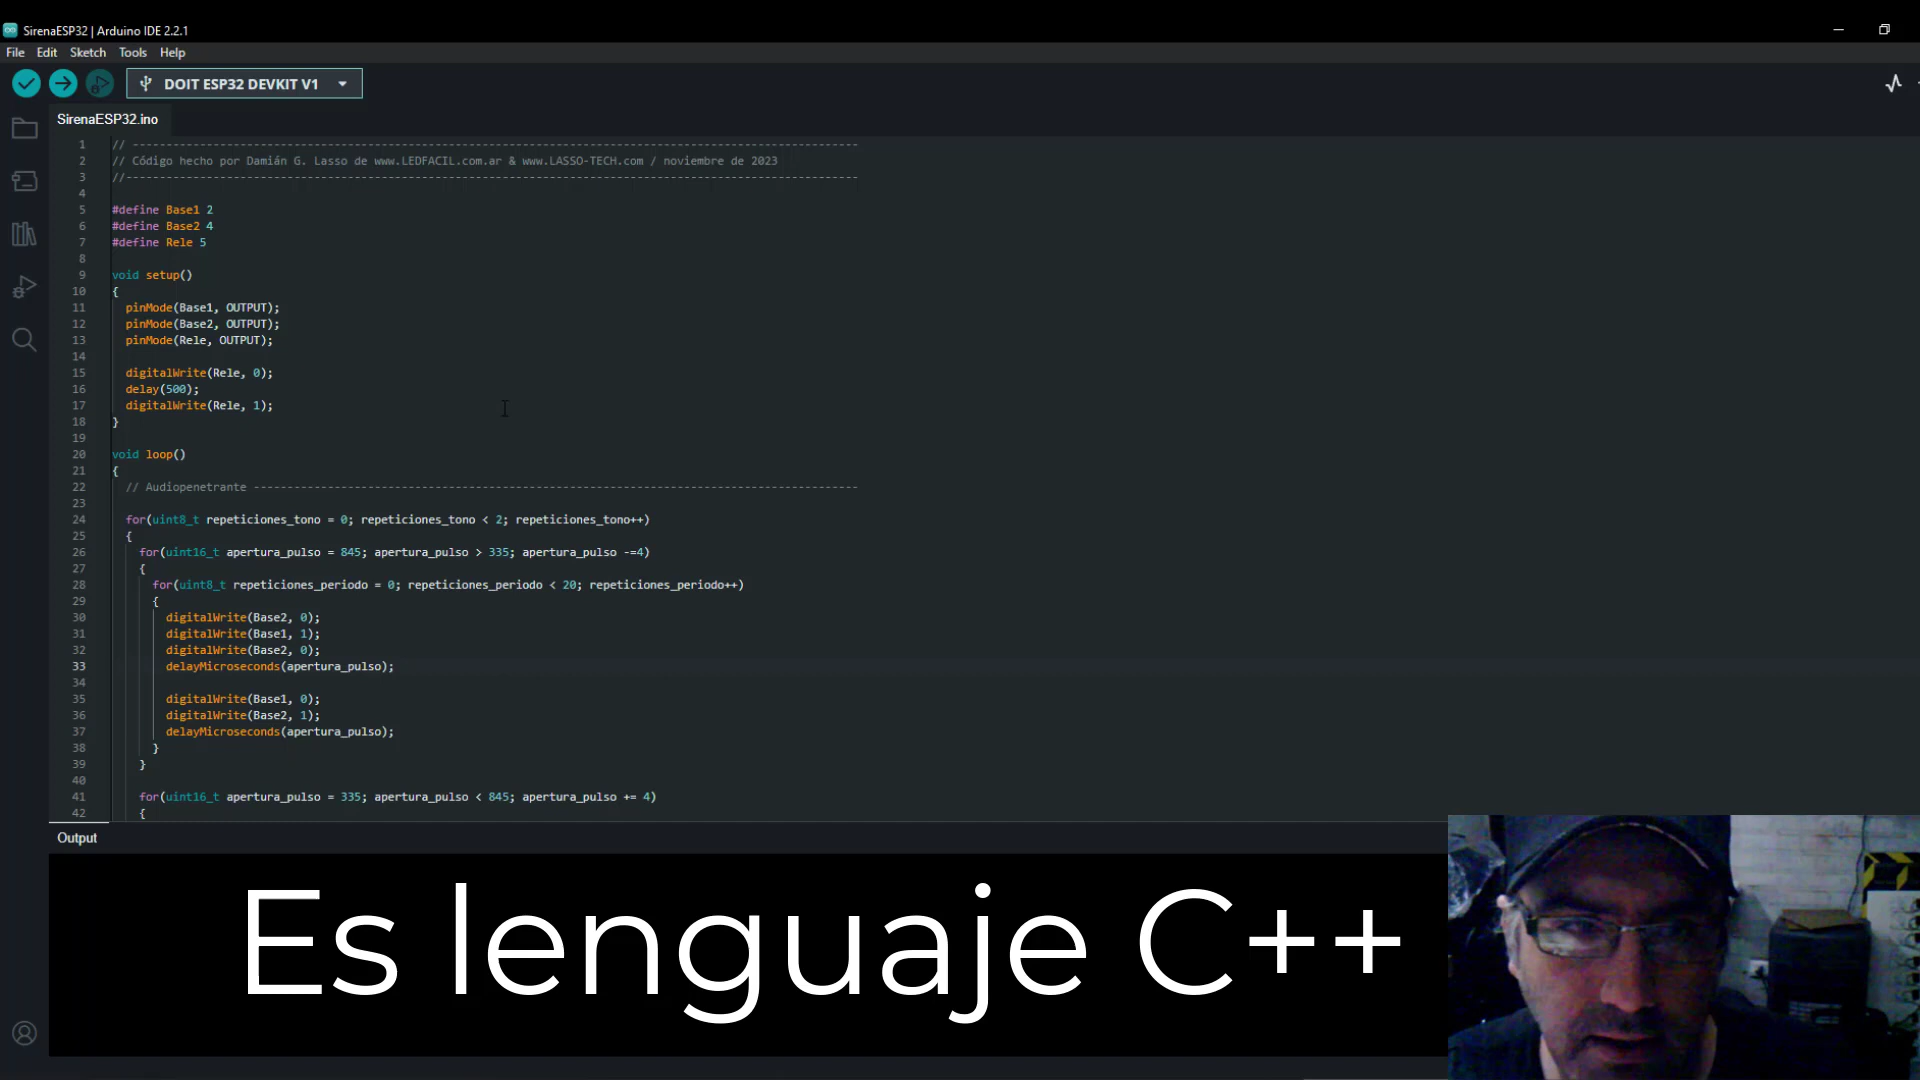 SirenaESP32 | Arduino IDE 2.2.1
File Edit Sketch Tools Help
DOIT ESP32 DEVKIT V1
SirenaESP32.ino
1 // ------------------------------------------------------------------------------------------------------------
2 // Código hecho por Damián G. Lasso de www.LEDFACIL.com.ar & www.LASSO-TECH.com / noviembre de 2023
3 //-------------------------------------------------------------------------------------------------------------
4
5 #define Base1 2
6 #define Base2 4
7 #define Rele 5
8
9 void setup()
10 {
11 pinMode(Base1, OUTPUT);
12 pinMode(Base2, OUTPUT);
13 pinMode(Rele, OUTPUT);
14
15 digitalWrite(Rele, 0);
16 delay(500);
17 digitalWrite(Rele, 1);
18 }
19
20 void loop()
21 {
22 // Audiopenetrante ------------------------------------------------------------------------------------------
23
24 for(uint8_t repeticiones_tono = 0; repeticiones_tono < 2; repeticiones_tono++)
25 {
26 for(uint16_t apertura_pulso = 845; apertura_pulso > 335; apertura_pulso -=4)
27 {
28 for(uint8_t repeticiones_periodo = 0; repeticiones_periodo < 20; repeticiones_periodo++)
29 {
30 digitalWrite(Base2, 0);
31 digitalWrite(Base1, 1);
32 digitalWrite(Base2, 0);
33 delayMicroseconds(apertura_pulso);
34
35 digitalWrite(Base1, 0);
36 digitalWrite(Base2, 1);
37 delayMicroseconds(apertura_pulso);
38 }
39 }
40
41 for(uint16_t apertura_pulso = 335; apertura_pulso < 845; apertura_pulso += 4)
42 {
Output
Es lenguaje C++